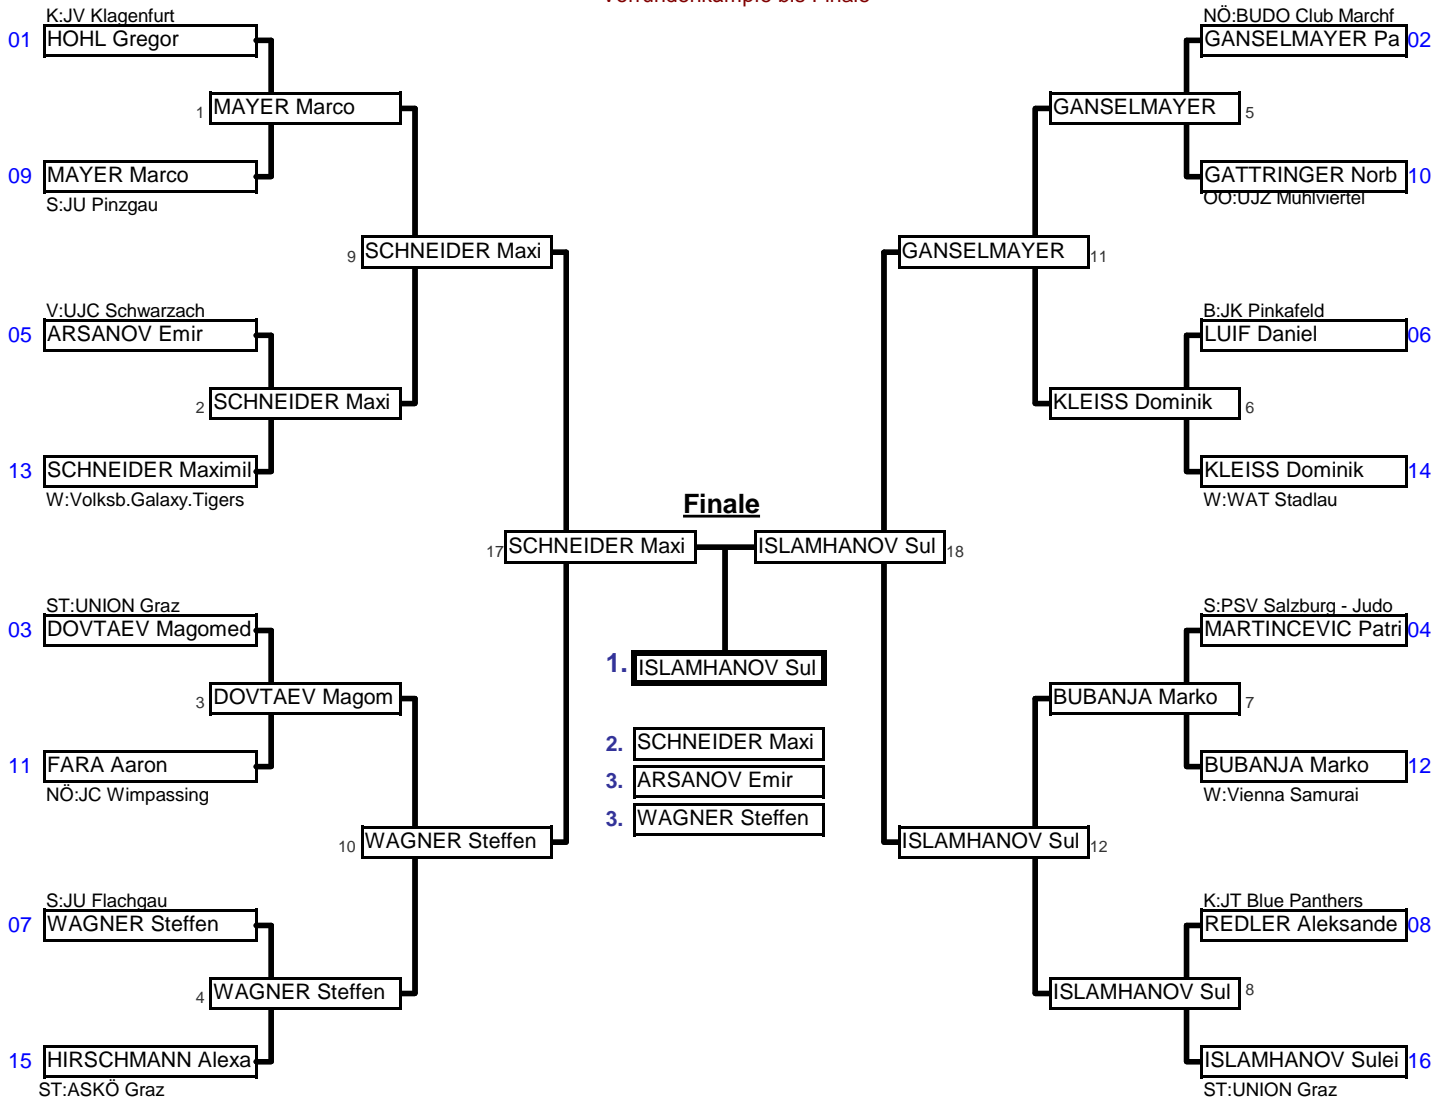 Vorrundenkämpfe bis Finale
K:JV Klagenfurt
01 HOHL Gregor
1 MAYER Marco
09 MAYER Marco
S:JU Pinzgau
9 SCHNEIDER Maxi
V:UJC Schwarzach
05 ARSANOV Emir
2 SCHNEIDER Maxi
13 SCHNEIDER Maximil
W:Volksb.Galaxy.Tigers
17 SCHNEIDER Maxi
ST:UNION Graz
03 DOVTAEV Magomed
3 DOVTAEV Magom
11 FARA Aaron
NÖ:JC Wimpassing
10 WAGNER Steffen
S:JU Flachgau
07 WAGNER Steffen
4 WAGNER Steffen
15 HIRSCHMANN Alexa
ST:ASKÖ Graz
Finale
1. ISLAMHANOV Sul
2. SCHNEIDER Maxi
3. ARSANOV Emir
3. WAGNER Steffen
NÖ:BUDO Club Marchf
GANSELMAYER Pa 02
GANSELMAYER 5
GATTRINGER Norb 10
OÖ:UJZ Mühlviertel
GANSELMAYER 11
B:JK Pinkafeld
LUIF Daniel 06
KLEISS Dominik 6
KLEISS Dominik 14
W:WAT Stadlau
ISLAMHANOV Sul 18
S:PSV Salzburg - Judo
MARTINCEVIC Patri 04
BUBANJA Marko 7
BUBANJA Marko 12
W:Vienna Samurai
ISLAMHANOV Sul 12
K:JT Blue Panthers
REDLER Aleksande 08
ISLAMHANOV Sul 8
ISLAMHANOV Sulei 16
ST:UNION Graz